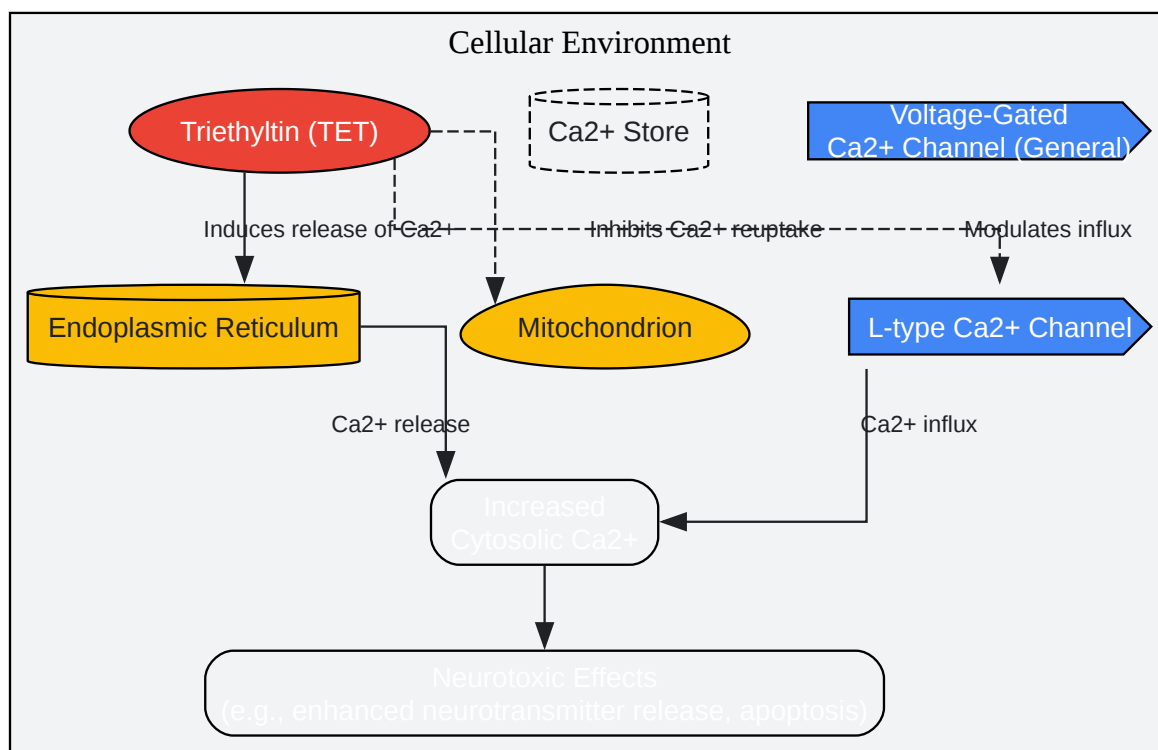 Cellular Environment
Triethyltin (TET)
Ca2+ Store
Voltage-Gated
Ca2+ Channel (General)
Induces release of Ca2+
Inhibits Ca2+ reuptake
Modulates influx
Endoplasmic Reticulum
Mitochondrion
L-type Ca2+ Channel
Ca2+ release
Ca2+ influx
Increased
Cytosolic Ca2+
Neurotoxic Effects
(e.g., enhanced neurotransmitter release, apoptosis)